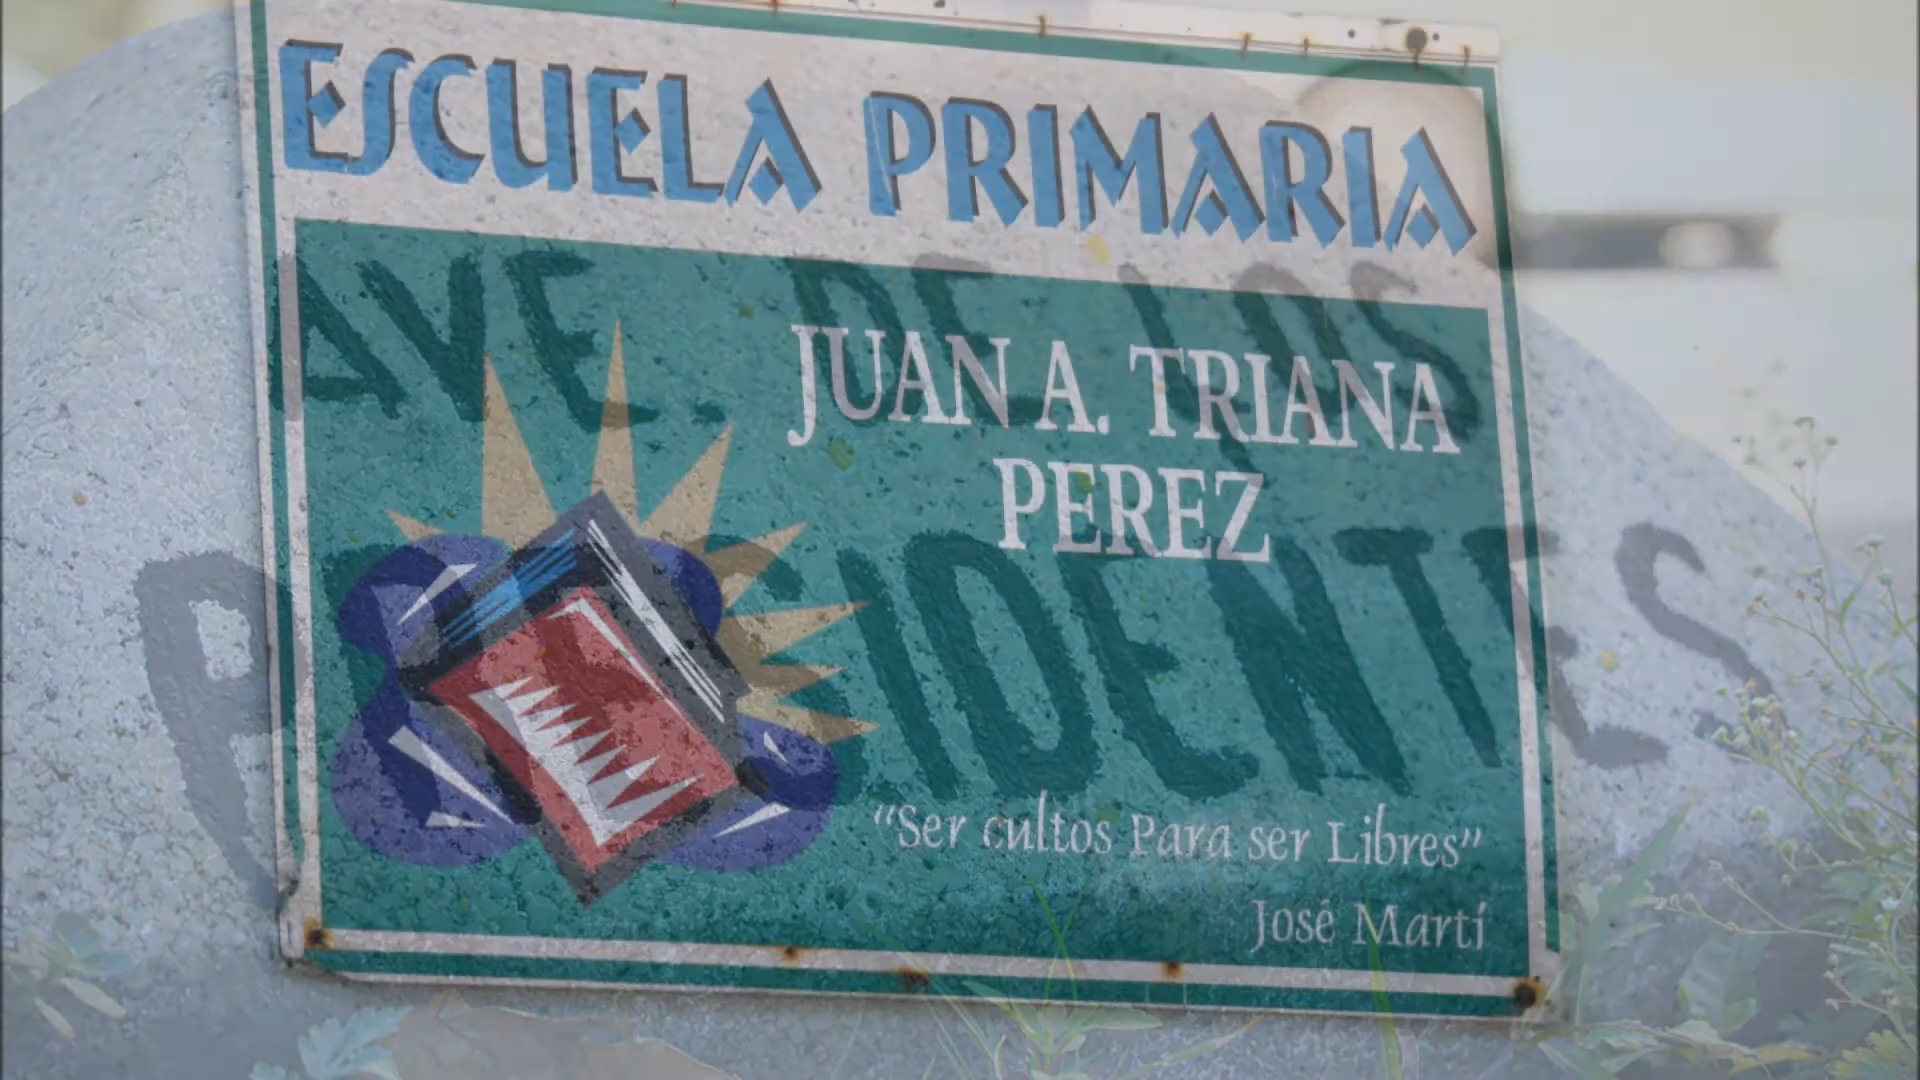 ESCUELA PRIMARIA
AVE. DE LOS
JUAN A. TRIANA
PEREZ
PRESIDENTES
"Ser cultos Para ser Libres"
José Martí